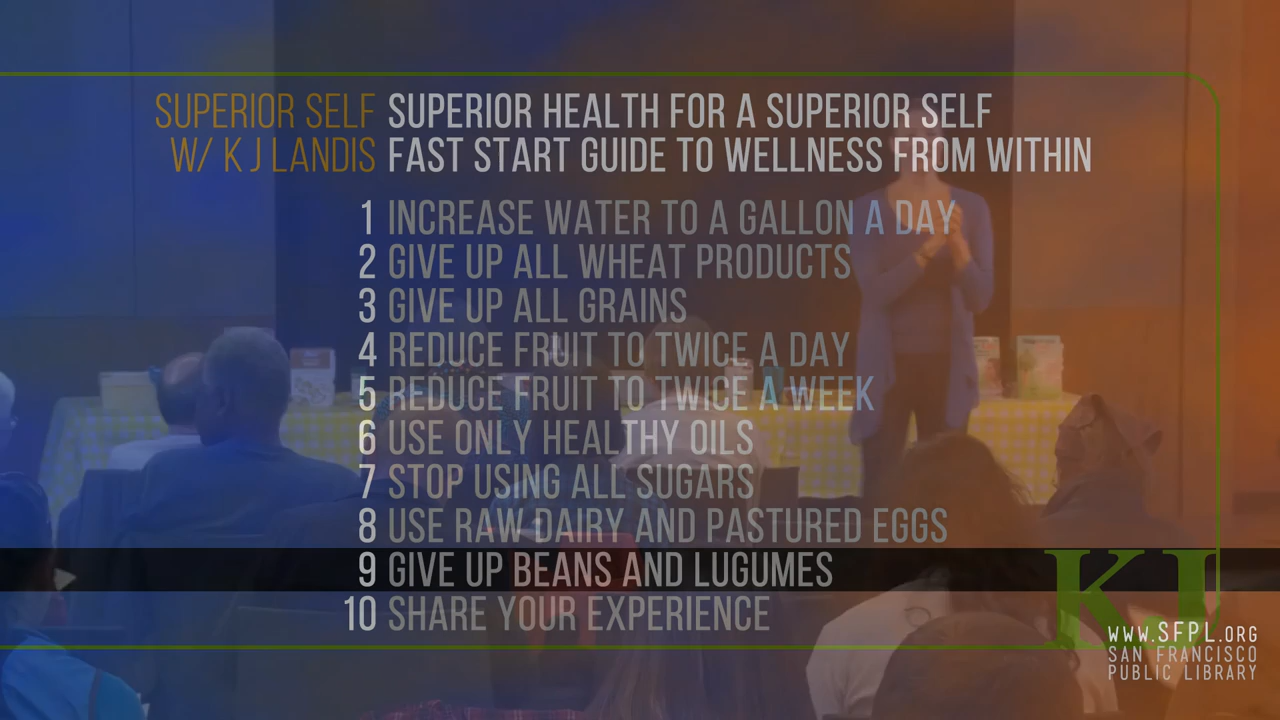 SUPERIOR SELF SUPERIOR HEALTH FOR A SUPERIOR SELF
W/ K J LANDIS FAST START GUIDE TO WELLNESS FROM WITHIN
1 INCREASE WATER TO A GALLON A DAY
2 GIVE UP ALL WHEAT PRODUCTS
3 GIVE UP ALL GRAINS
4 REDUCE FRUIT TO TWICE A DAY
5 REDUCE FRUIT TO TWICE A WEEK
6 USE ONLY HEALTHY OILS
7 STOP USING ALL SUGARS
8 USE RAW DAIRY AND PASTURED EGGS
9 GIVE UP BEANS AND LUGUMES
10 SHARE YOUR EXPERIENCE
KJ
WWW.SFPL.ORG
SAN FRANCISCO
PUBLIC LIBRARY